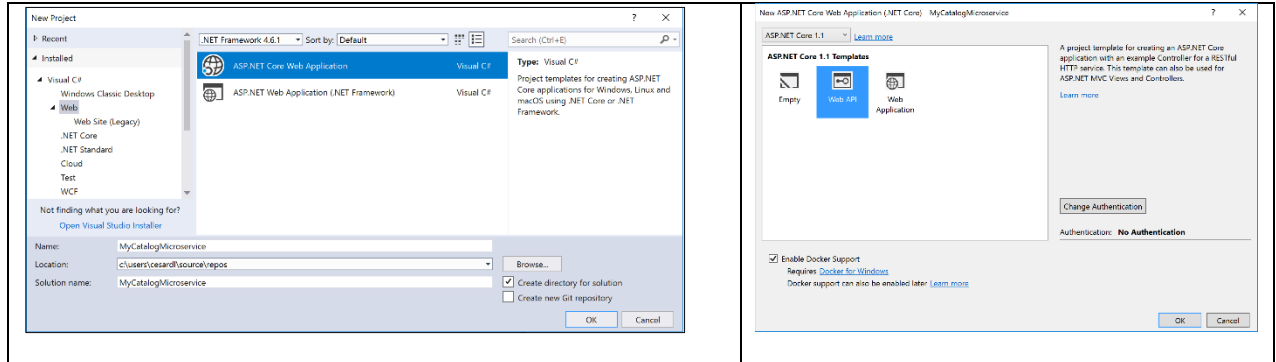 New Project ? ✕
Recent
.NET Framework 4.6.1 Sort by: Default Search (Ctrl+E)
Installed
Visual C#
Windows Classic Desktop
Web
Web Site (Legacy)
.NET Core
.NET Standard
Cloud
Test
WCF
ASP.NET Core Web Application Visual C#
ASP.NET Web Application (.NET Framework) Visual C#
Type: Visual C#
Project templates for creating ASP.NET
Core applications for Windows, Linux and
macOS using .NET Core or .NET
Framework.
Not finding what you are looking for?
Open Visual Studio Installer
Name: MyCatalogMicroservice
Location: c:\users\cesardl\source\repos Browse...
Solution name: MyCatalogMicroservice
Create directory for solution
Create new Git repository
OK Cancel
New ASP.NET Core Web Application (.NET Core) MyCatalogMicroservice ? ✕
ASP.NET Core 1.1 Learn more
ASP.NET Core 1.1 Templates
Empty
Web API
Web
Application
A project template for creating an ASP.NET Core
application with an example Controller for a RESTful
HTTP service. This template can also be used for
ASP.NET MVC Views and Controllers.
Learn more
Change Authentication
Authentication: No Authentication
Enable Docker Support
Requires Docker for Windows
Docker support can also be enabled later Learn more
OK Cancel